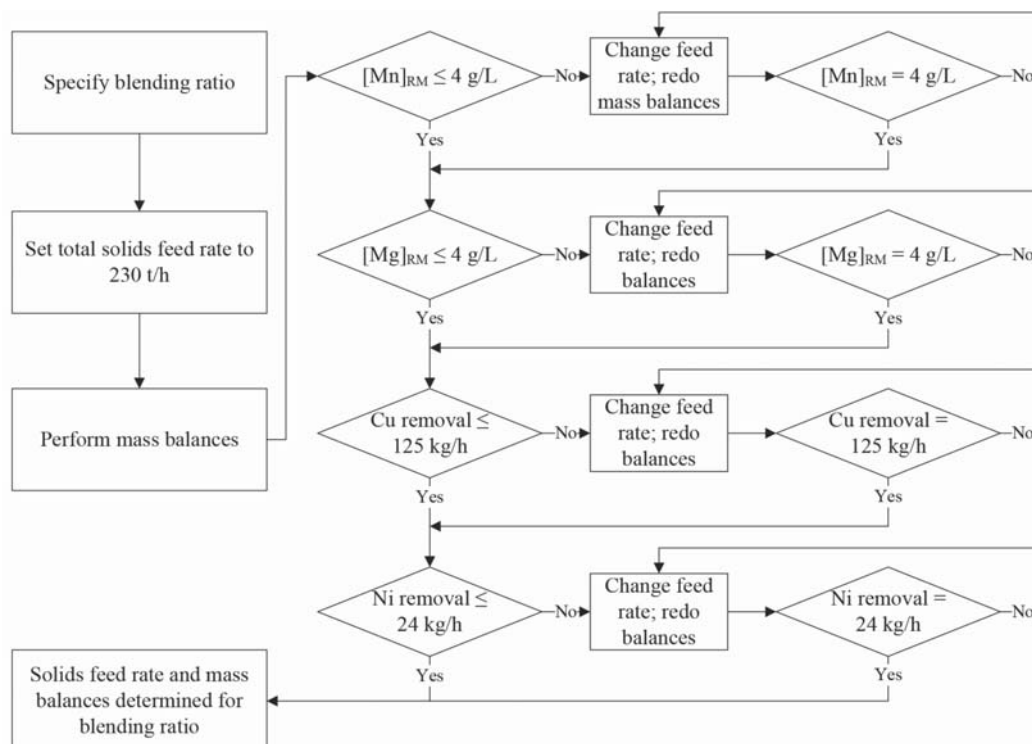 Specify blending ratio
Set total solids feed rate to
230 t/h
Perform mass balances
[Mn]RM ≤ 4 g/L
No
Change feed
rate; redo
mass balances
[Mn]RM = 4 g/L
No
Yes
Yes
[Mg]RM ≤ 4 g/L
No
Change feed
rate; redo
balances
[Mg]RM = 4 g/L
No
Yes
Yes
Cu removal ≤
125 kg/h
No
Change feed
rate; redo
balances
Cu removal =
125 kg/h
No
Yes
Yes
Ni removal ≤
24 kg/h
No
Change feed
rate; redo
balances
Ni removal =
24 kg/h
No
Yes
Yes
Solids feed rate and mass
balances determined for
blending ratio